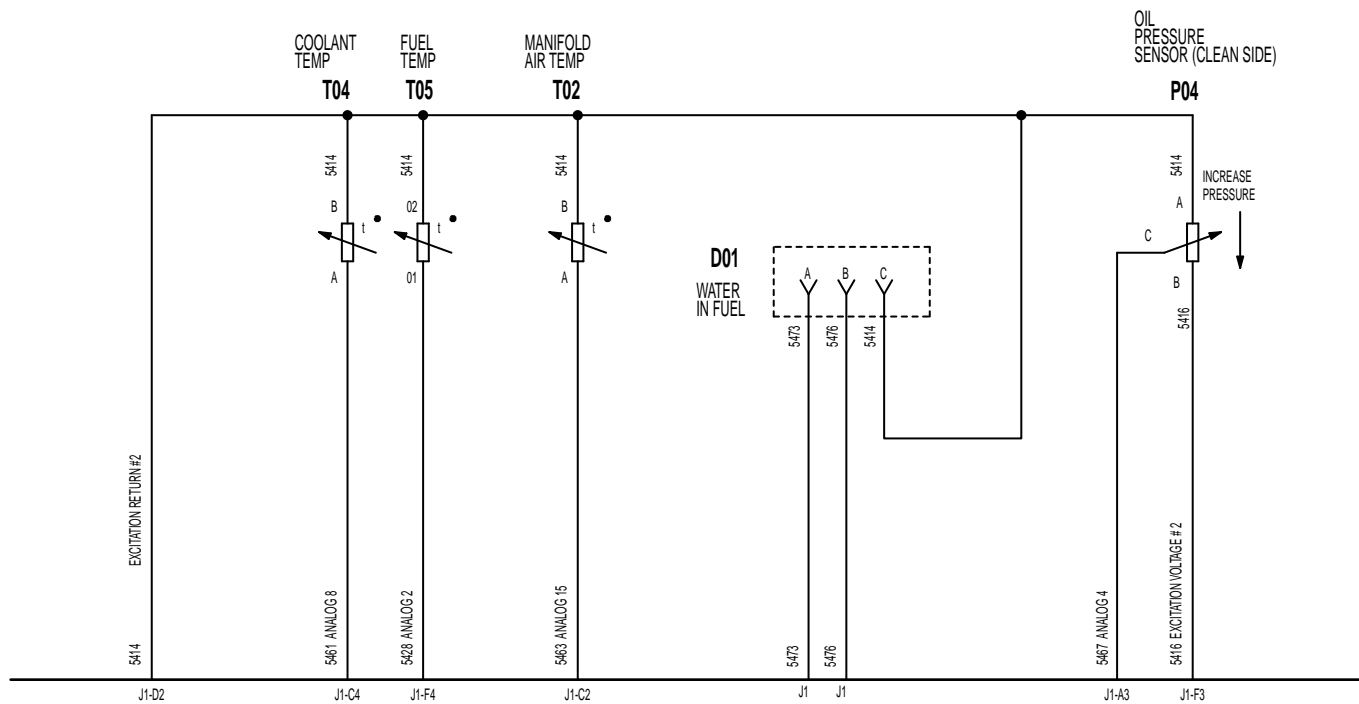 COOLANT
TEMP
T04
FUEL
TEMP
T05
MANIFOLD
AIR TEMP
T02
OIL
PRESSURE
SENSOR (CLEAN SIDE)
P04
5414
5414
5414
5414
INCREASE
PRESSURE
B
t
A
02
t
01
B
t
A
A
C
B
5416
D01
WATER
IN FUEL
A
B
C
5473
5476
5414
5414 EXCITATION RETURN #2
5461 ANALOG 8
5428 ANALOG 2
5463 ANALOG 15
5473
5476
5467 ANALOG 4
5416 EXCITATION VOLTAGE # 2
J1-D2
J1-C4
J1-F4
J1-C2
J1
J1
J1-A3
J1-F3